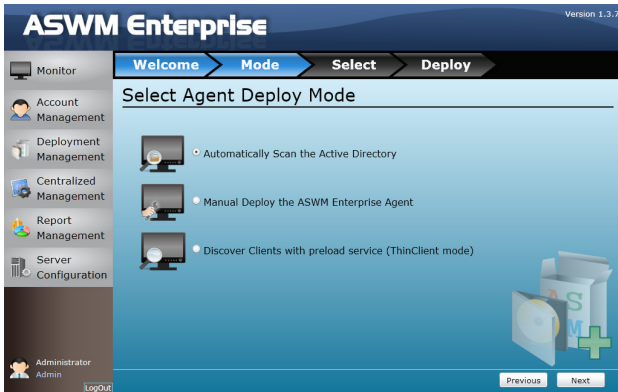 ASWM Enterprise
Version 1.3.7
Monitor
Account
Management
Deployment
Management
Centralized
Management
Report
Management
Server
Configuration
Administrator
Admin
LogOut
Welcome
Mode
Select
Deploy
Select Agent Deploy Mode
Automatically Scan the Active Directory
Manual Deploy the ASWM Enterprise Agent
Discover Clients with preload service (ThinClient mode)
A S
W M
Previous
Next